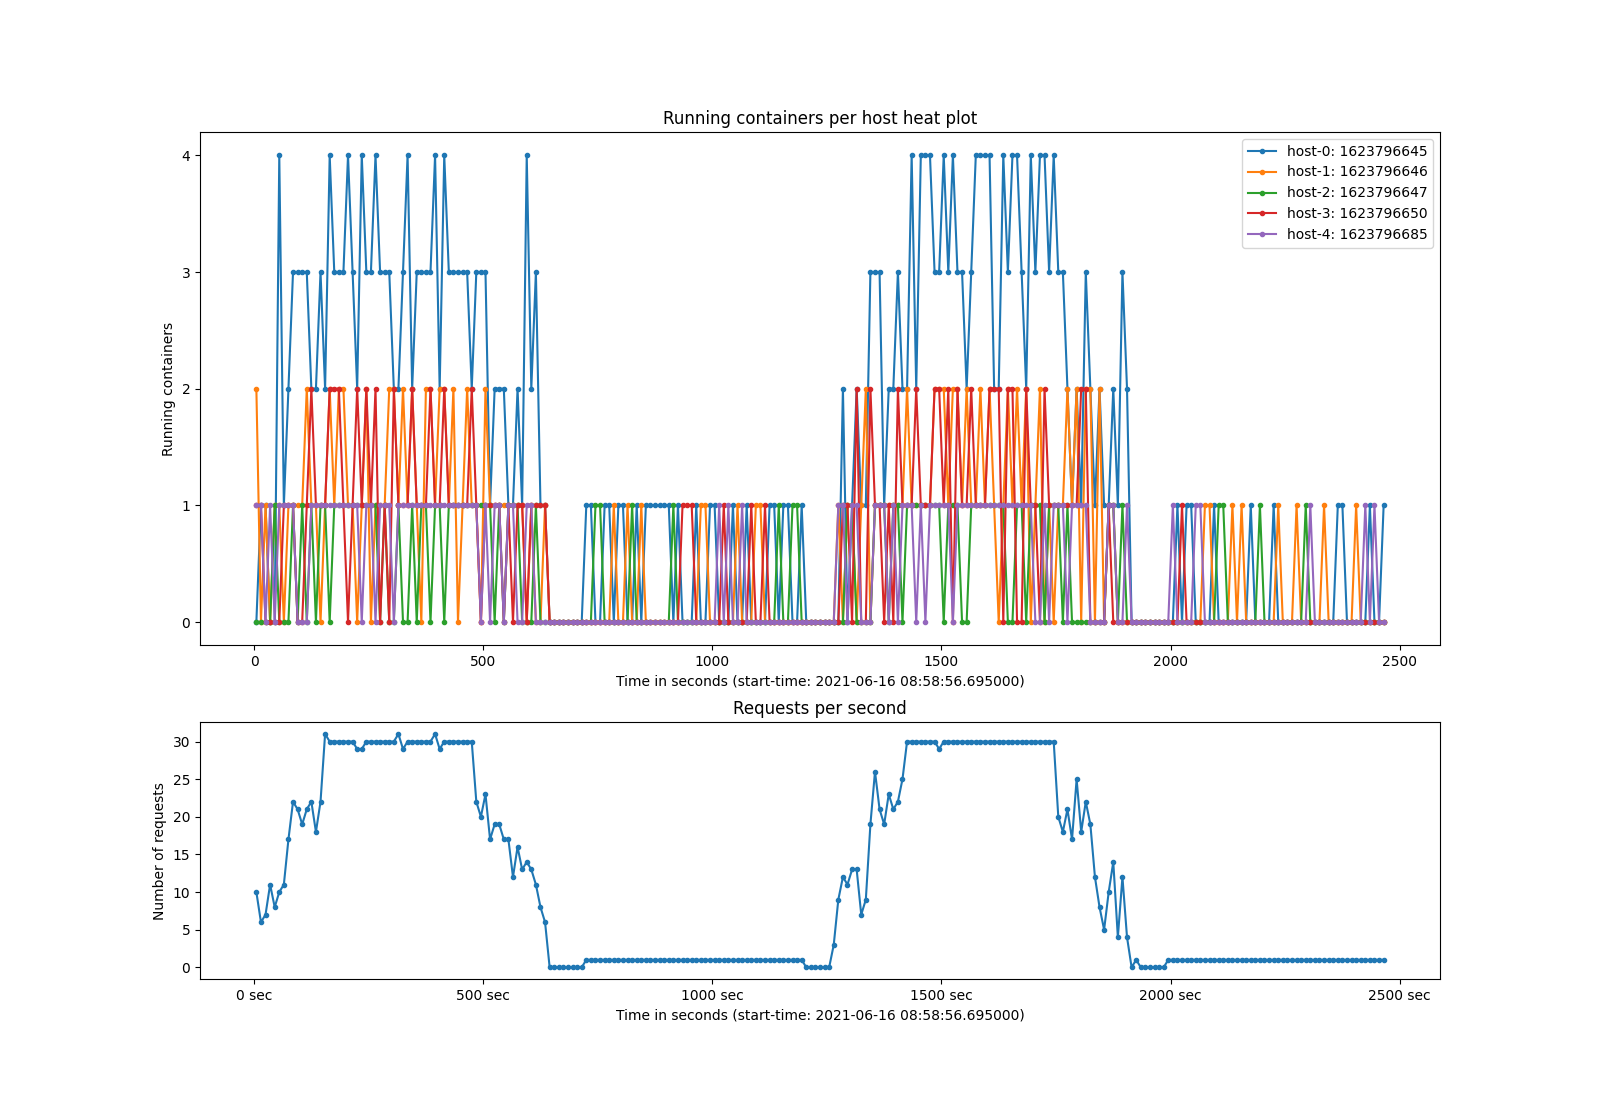 Running containers per host heat plot
Running containers
4
3
2
1
0
host-0: 1623796645
host-1: 1623796646
host-2: 1623796647
host-3: 1623796650
host-4: 1623796685
0 500 1000 1500 2000 2500
Time in seconds (start-time: 2021-06-16 08:58:56.695000)
Requests per second
Number of requests
30
25
20
15
10
5
0
0 sec 500 sec 1000 sec 1500 sec 2000 sec 2500 sec
Time in seconds (start-time: 2021-06-16 08:58:56.695000)